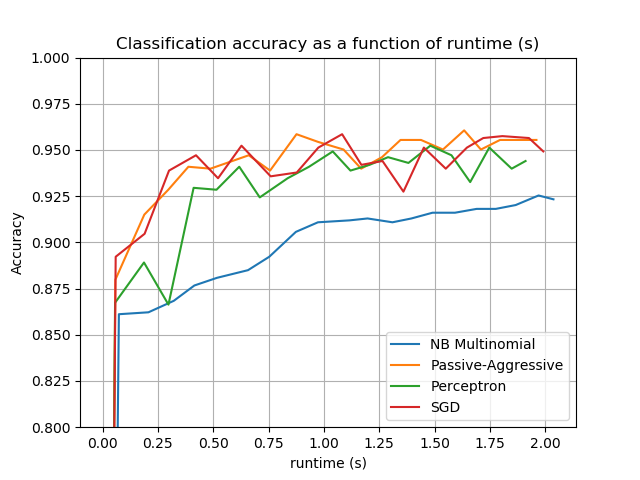 Classification accuracy as a function of runtime (s)
1.000
0.975
0.950
0.925
0.900
0.875
0.850
0.825
0.800
Accuracy
NB Multinomial
Passive-Aggressive
Perceptron
SGD
0.00 0.25 0.50 0.75 1.00 1.25 1.50 1.75 2.00
runtime (s)